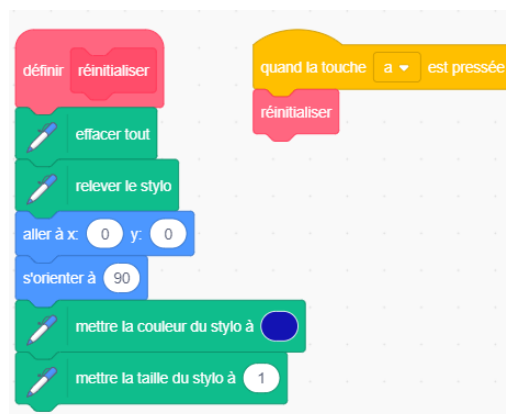 définir réinitialiser
effacer tout
relever le stylo
aller à x: 0 y: 0
s'orienter à 90
mettre la couleur du stylo à
mettre la taille du stylo à 1
quand la touche a est pressée
réinitialiser